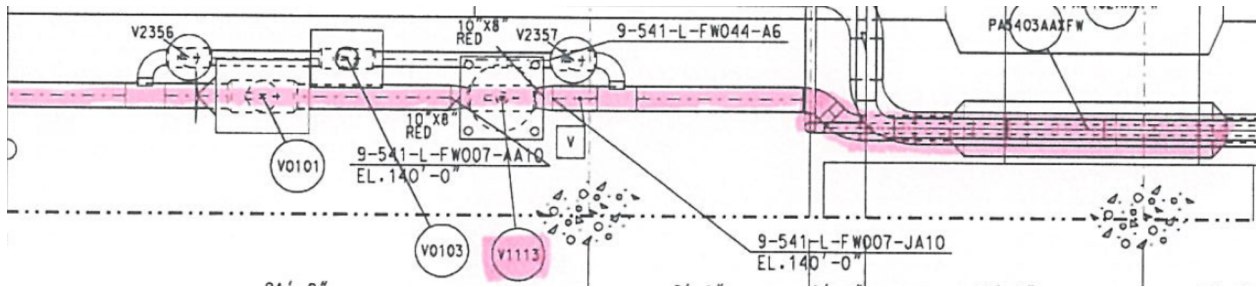 V2356
10"X8"
RED
V2357
9-541-L-FW044-A6
PA5403AAXFW
10"X8"
RED
9-541-L-FW007-AA10
EL.140'-0"
V
V0101
V0103
V1113
9-541-L-FW007-JA10
EL.140'-0"